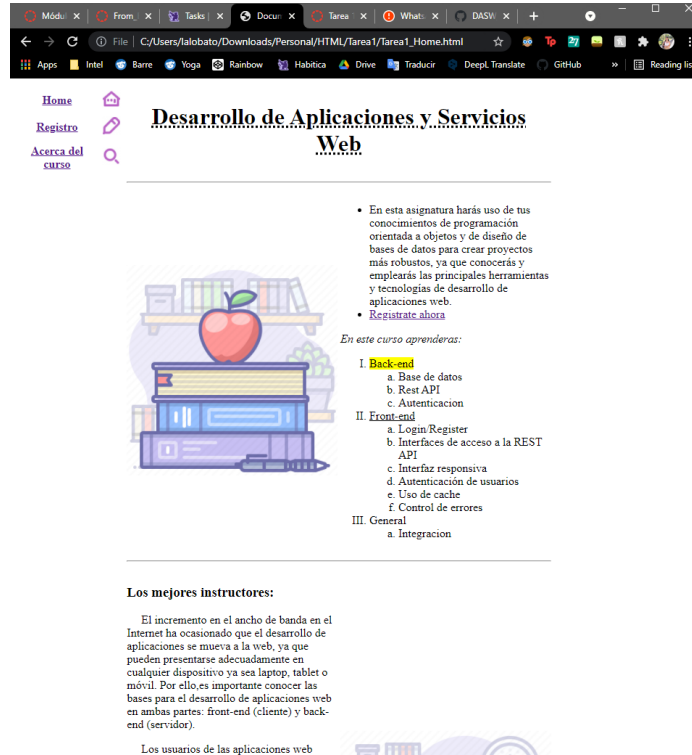 Módul
From_
Tasks |
Docum
Tarea
Whats
DASW
File | C:/Users/lalobato/Downloads/Personal/HTML/Tarea1/Tarea1_Home.html
Apps Intel Barre Yoga Rainbow Habitica Drive Traducir DeepL Translate GitHub » Reading lis
Home
Registro
Acerca del
curso
Desarrollo de Aplicaciones y Servicios
Web
En esta asignatura harás uso de tus
conocimientos de programación
orientada a objetos y de diseño de
bases de datos para crear proyectos
más robustos, ya que conocerás y
emplearás las principales herramientas
y tecnologías de desarrollo de
aplicaciones web.
Registrate ahora
En este curso aprenderas:
I. Back-end
a. Base de datos
b. Rest API
c. Autenticacion
II. Front-end
a. Login/Register
b. Interfaces de acceso a la REST
API
c. Interfaz responsiva
d. Autenticación de usuarios
e. Uso de cache
f. Control de errores
III. General
a. Integracion
Los mejores instructores:
El incremento en el ancho de banda en el
Internet ha ocasionado que el desarrollo de
aplicaciones se mueva a la web, ya que
pueden presentarse adecuadamente en
cualquier dispositivo ya sea laptop, tablet o
móvil. Por ello,es importante conocer las
bases para el desarrollo de aplicaciones web
en ambas partes: front-end (cliente) y back-
end (servidor).
Los usuarios de las aplicaciones web